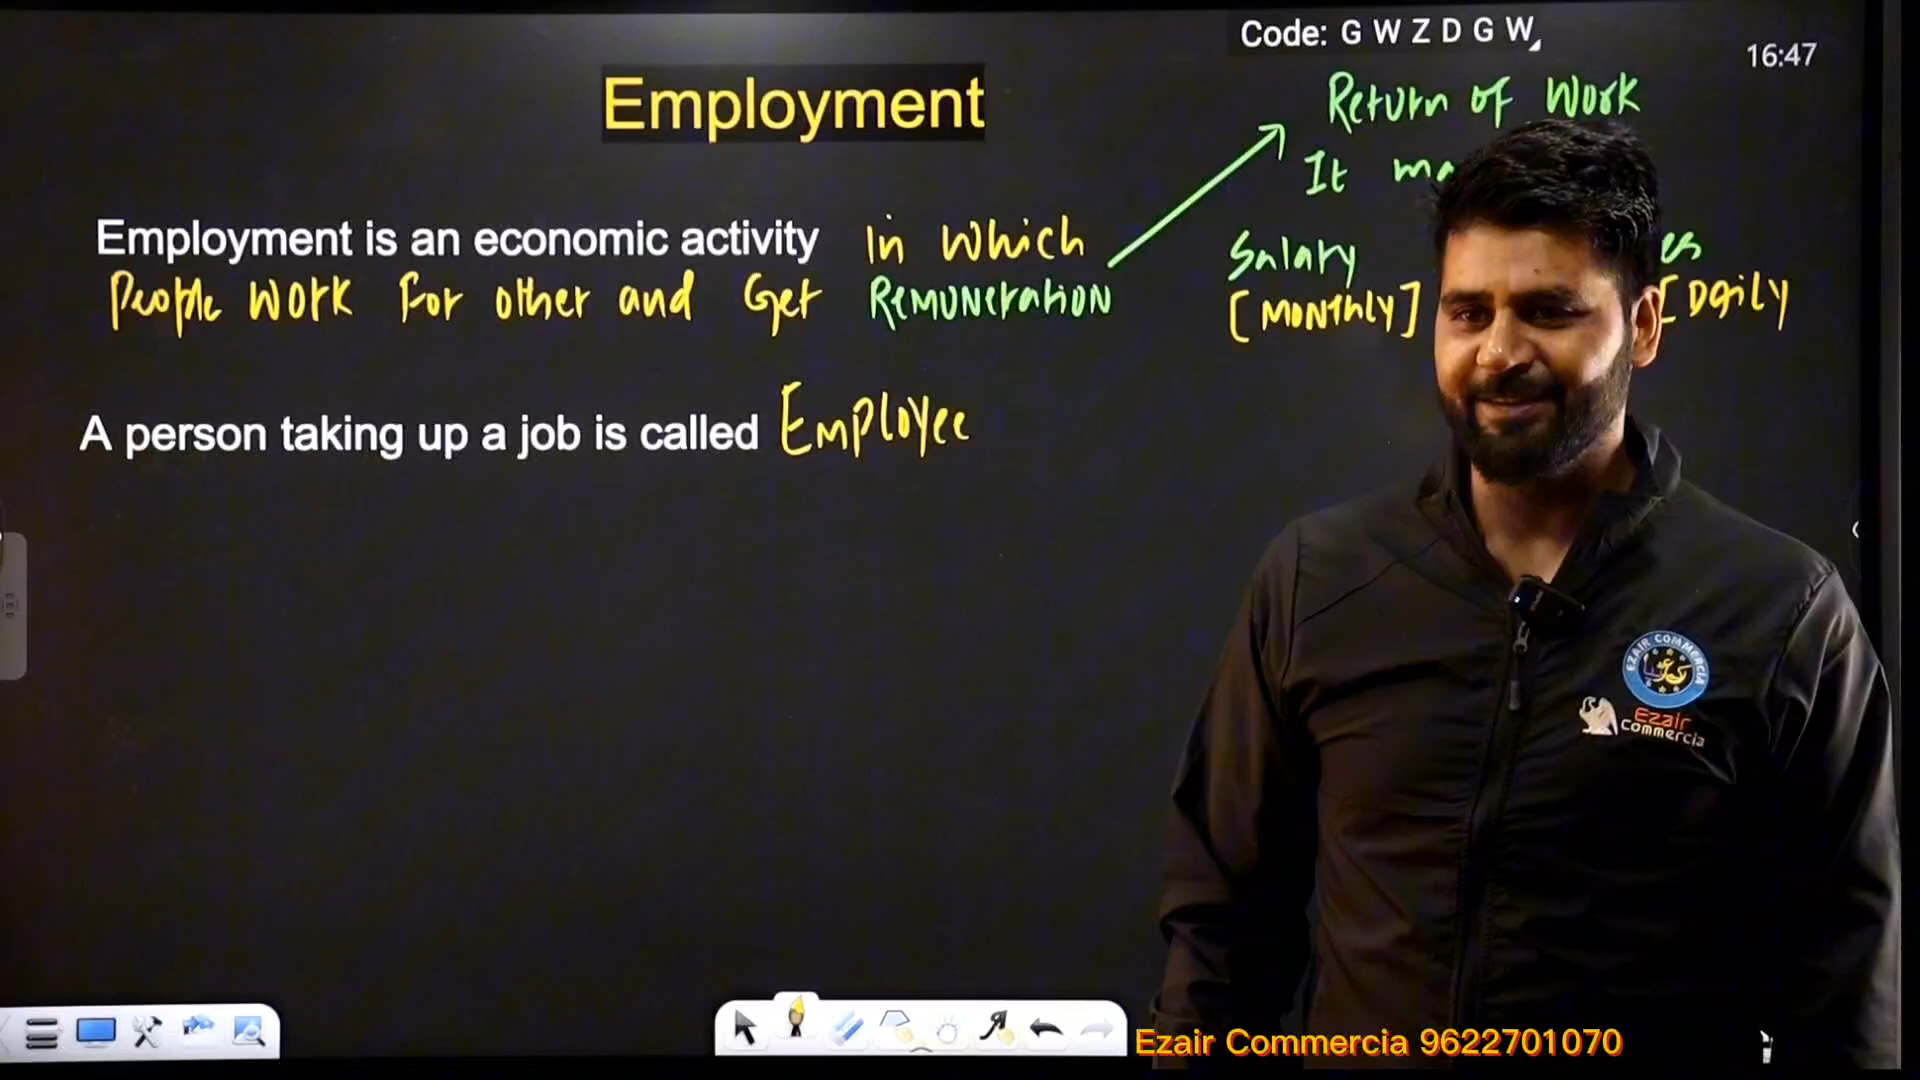 Code: G W Z D G W
16:47
Employment
Return of Work
It
Employment is an economic activity in which
People Work For other and Get Remuneration
Salary
[Monthly]
[Daily
A person taking up a job is called Employee
EZAIR COMMERCIA
Ezair
Commercia
Ezair Commercia 9622701070